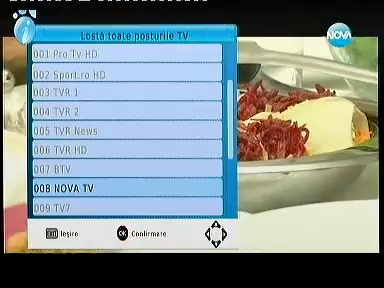 Lostă toate posturile TV
NOVA
001 Pro Tv HD
002 Sport.ro HD
003 TVR 1
004 TVR 2
005 TVR News
006 TVR HD
007 BTV
008 NOVA TV
009 TV7
EXIT Ieşire
OK Confirmare